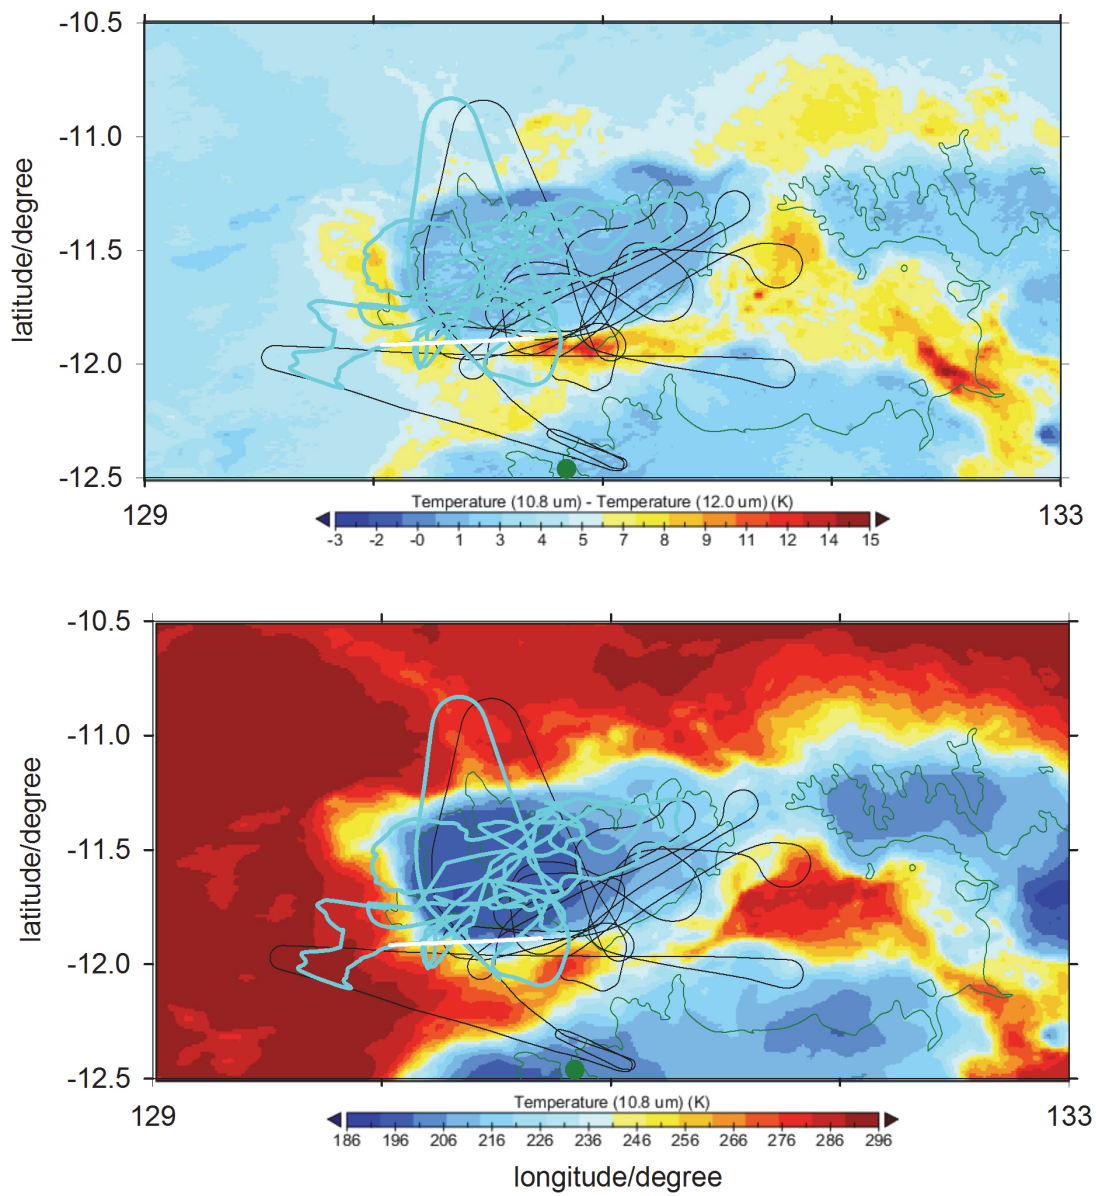 -10.5
-11.0
-11.5
-12.0
-12.5
latitude/degree
129
133
Temperature (10.8 um) - Temperature (12.0 um) (K)
-3 -2 -0 1 3 4 5 7 8 9 11 12 14 15
-10.5
-11.0
-11.5
-12.0
-12.5
latitude/degree
129
133
Temperature (10.8 um) (K)
186 196 206 216 226 236 246 256 266 276 286 296
longitude/degree